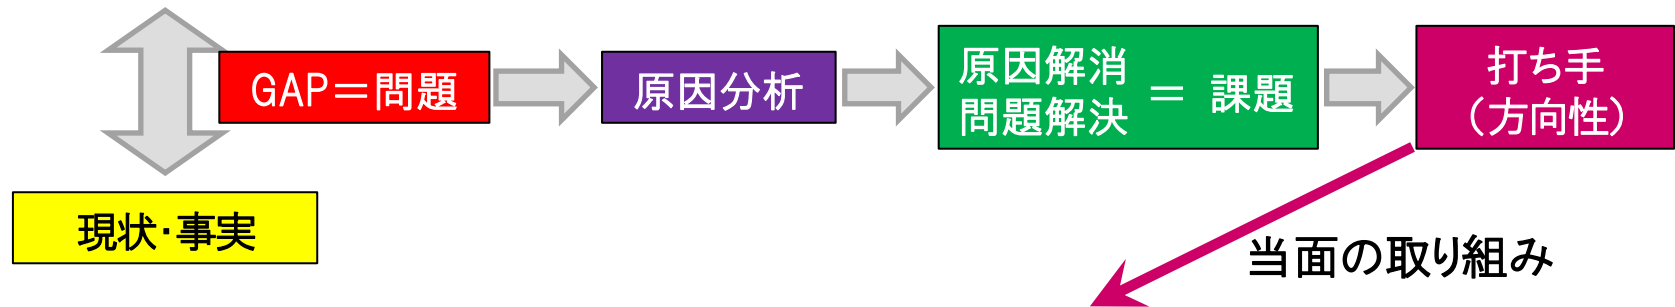 GAP=問題
原因分析
原因解消
問題解決
= 課題
打ち手
(方向性)
現状・事実
当面の取り組み